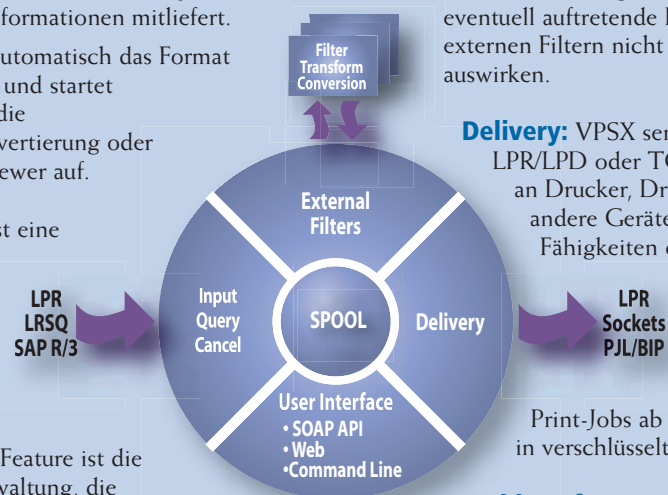 formationen mitliefert.
utomatisch das Format
und startet
die
vertierung oder
ewer auf.
st eine
Feature ist die
waltung, die
Filter
Transform
Conversion
External
Filters
LPR
LRSQ
SAP R/3
Input
Query
Cancel
SPOOL
Delivery
LPR
Sockets
PJL/BIP
User Interface
• SOAP API
• Web
•Command Line
eventuell auftretende
externen Filtern nicht
auswirken.
Delivery: VPSX sen
LPR/LPD oder TC
an Drucker, Dr
andere Geräte
Fähigkeiten
Print-Jobs ab
in verschlüsselt